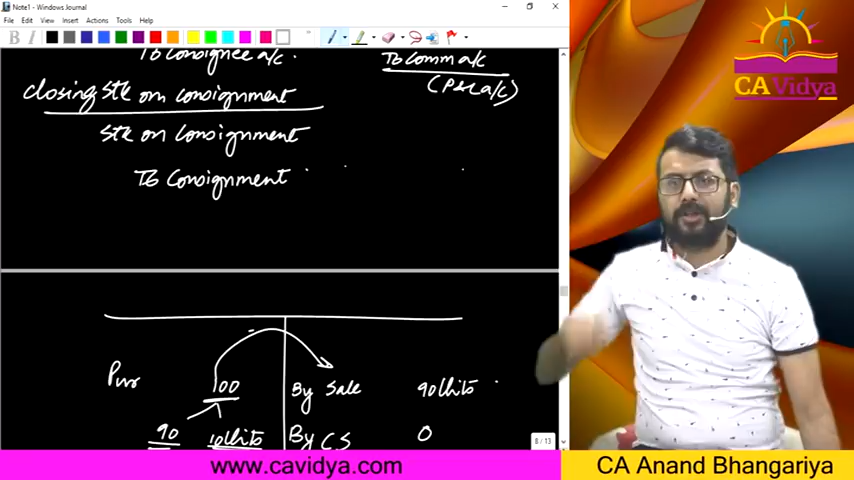 Note1 - Windows Journal
File Edit View Insert Actions Tools Help
B I
To Consignee a/c.
To Comm a/c
(P&L a/c)
Closing Stk on consignment
Stk on Consignment
To Consignment
Pur 100 By Sale 90 Units
90 10 Units By CS 0
8 / 13
CA Vidya
www.cavidya.com
CA Anand Bhangariya